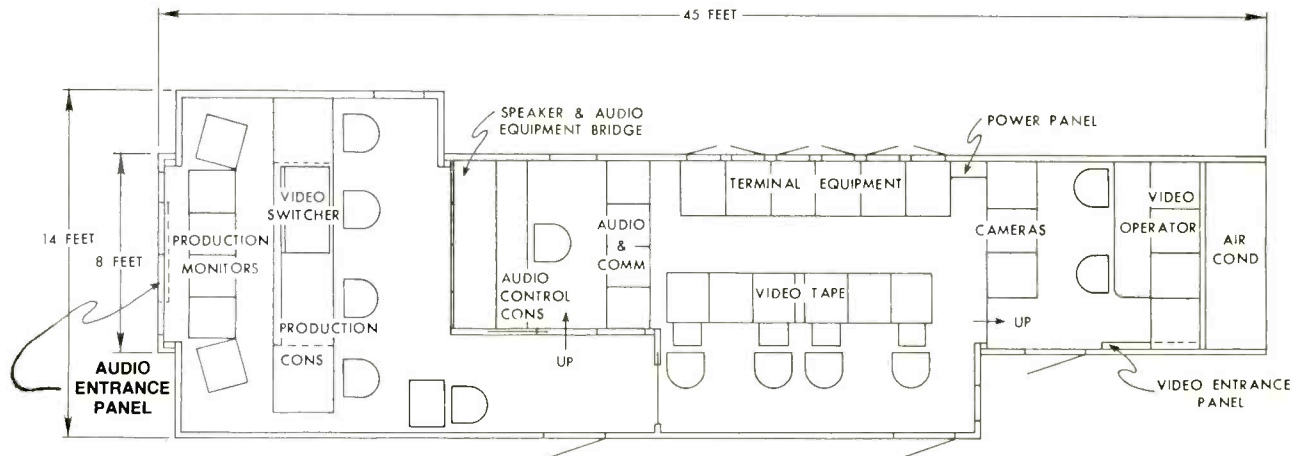 45 FEET
SPEAKER & AUDIO
EQUIPMENT BRIDGE
POWER PANEL
14 FEET
8 FEET
PRODUCTION
MONITORS
VIDEO
SWITCHER
PRODUCTION
CONS
AUDIO
CONTROL
CONS
AUDIO
&
COMM
TERMINAL EQUIPMENT
VIDEO TAPE
CAMERAS
VIDEO
OPERATOR
AIR
COND
UP
UP
AUDIO
ENTRANCE
PANEL
VIDEO ENTRANCE
PANEL